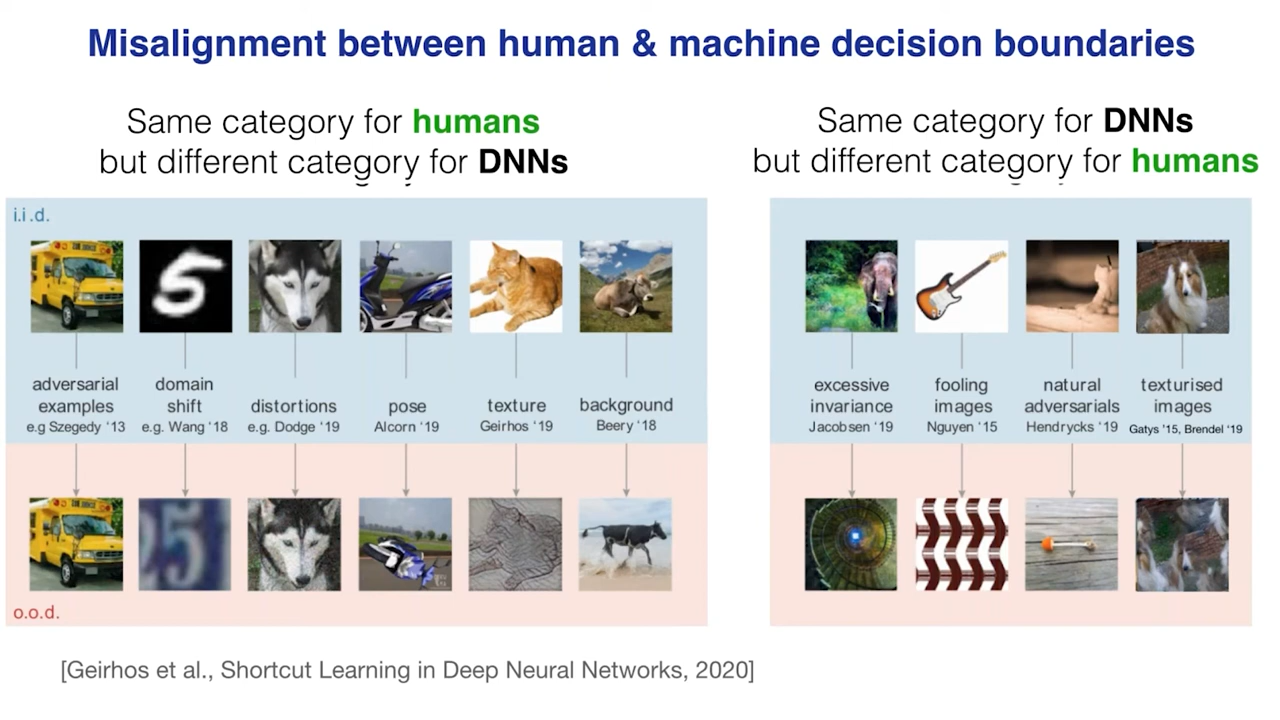 Misalignment between human & machine decision boundaries
Same category for humans
but different category for DNNs
Same category for DNNs
but different category for humans
i.i.d.
adversarial
examples
e.g Szegedy '13
domain
shift
e.g. Wang '18
distortions
e.g. Dodge '19
pose
Alcorn '19
texture
Geirhos '19
background
Beery '18
excessive
invariance
Jacobsen '19
fooling
images
Nguyen '15
natural
adversarials
Hendrycks '19
texturised
images
Gatys '15, Brendel '19
5
5
o.o.d.
[Geirhos et al., Shortcut Learning in Deep Neural Networks, 2020]